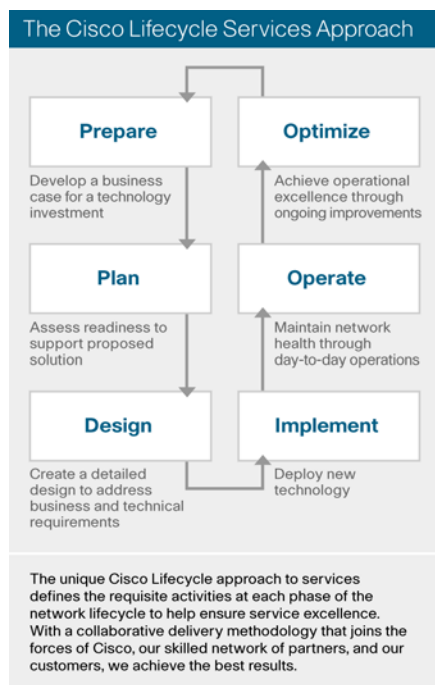 The Cisco Lifecycle Services Approach
Prepare
Develop a business
case for a technology
investment
Plan
Assess readiness to
support proposed
solution
Design
Create a detailed
design to address
business and technical
requirements
Implement
Deploy new
technology
Operate
Maintain network
health through
day-to-day operations
Optimize
Achieve operational
excellence through
ongoing improvements
The unique Cisco Lifecycle approach to services
defines the requisite activities at each phase of the
network lifecycle to help ensure service excellence.
With a collaborative delivery methodology that joins the
forces of Cisco, our skilled network of partners, and our
customers, we achieve the best results.